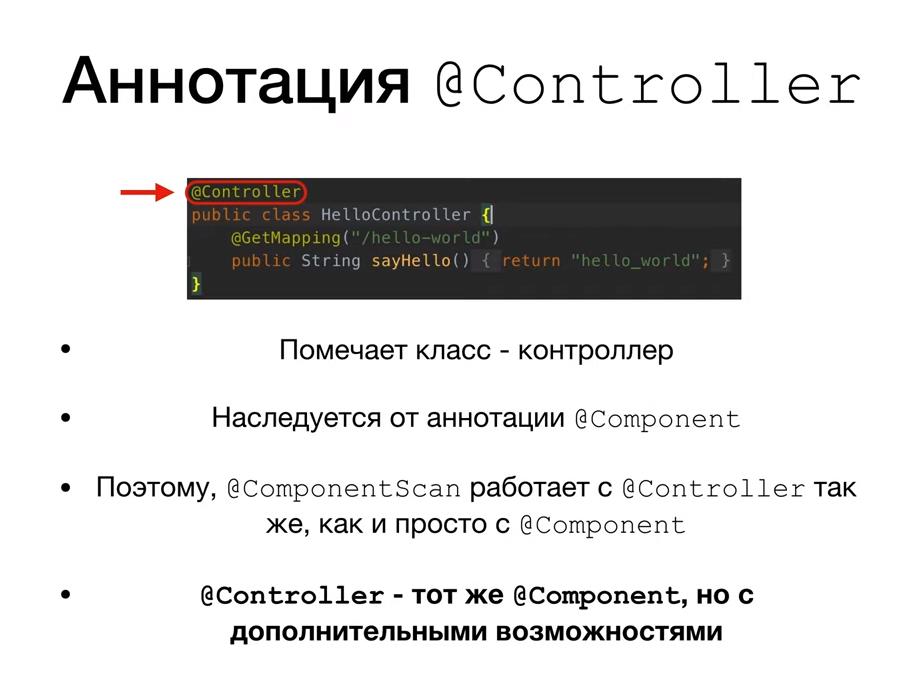 Аннотация @Controller
@Controller
public class HelloController {
@GetMapping("/hello-world")
public String sayHello() { return "hello_world"; }
}
• Помечает класс - контроллер
• Наследуется от аннотации @Component
• Поэтому, @ComponentScan работает с @Controller так
же, как и просто с @Component
• @Controller - тот же @Component, но с
дополнительными возможностями